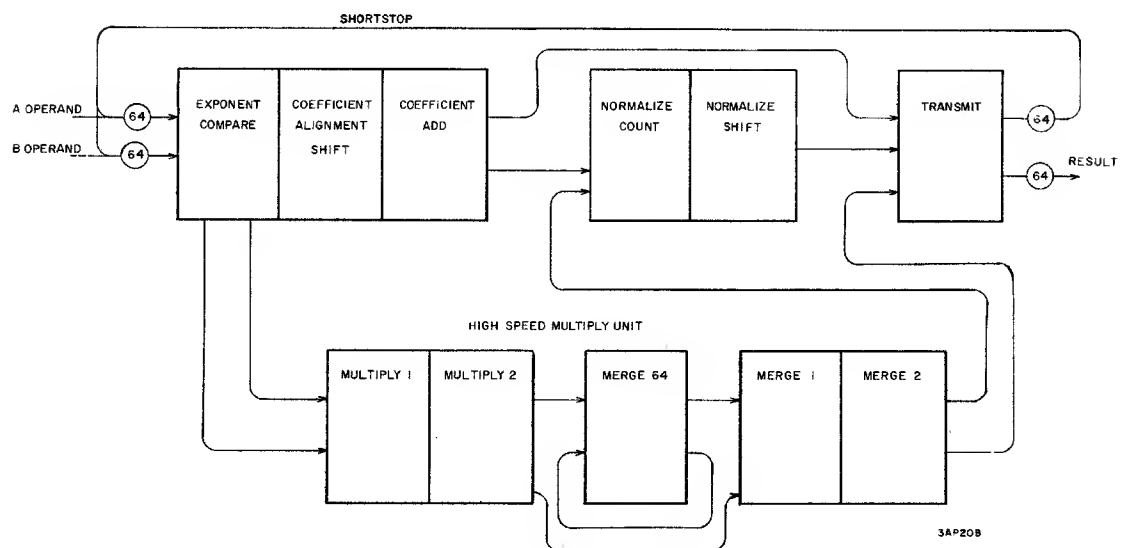 SHORTSTOP
A OPERAND
64
B OPERAND
64
EXPONENT
COMPARE
COEFFICIENT
ALIGNMENT
SHIFT
COEFFICIENT
ADD
NORMALIZE
COUNT
NORMALIZE
SHIFT
TRANSMIT
64
64
RESULT
HIGH SPEED MULTIPLY UNIT
MULTIPLY 1
MULTIPLY 2
MERGE 64
MERGE 1
MERGE 2
3AP20B